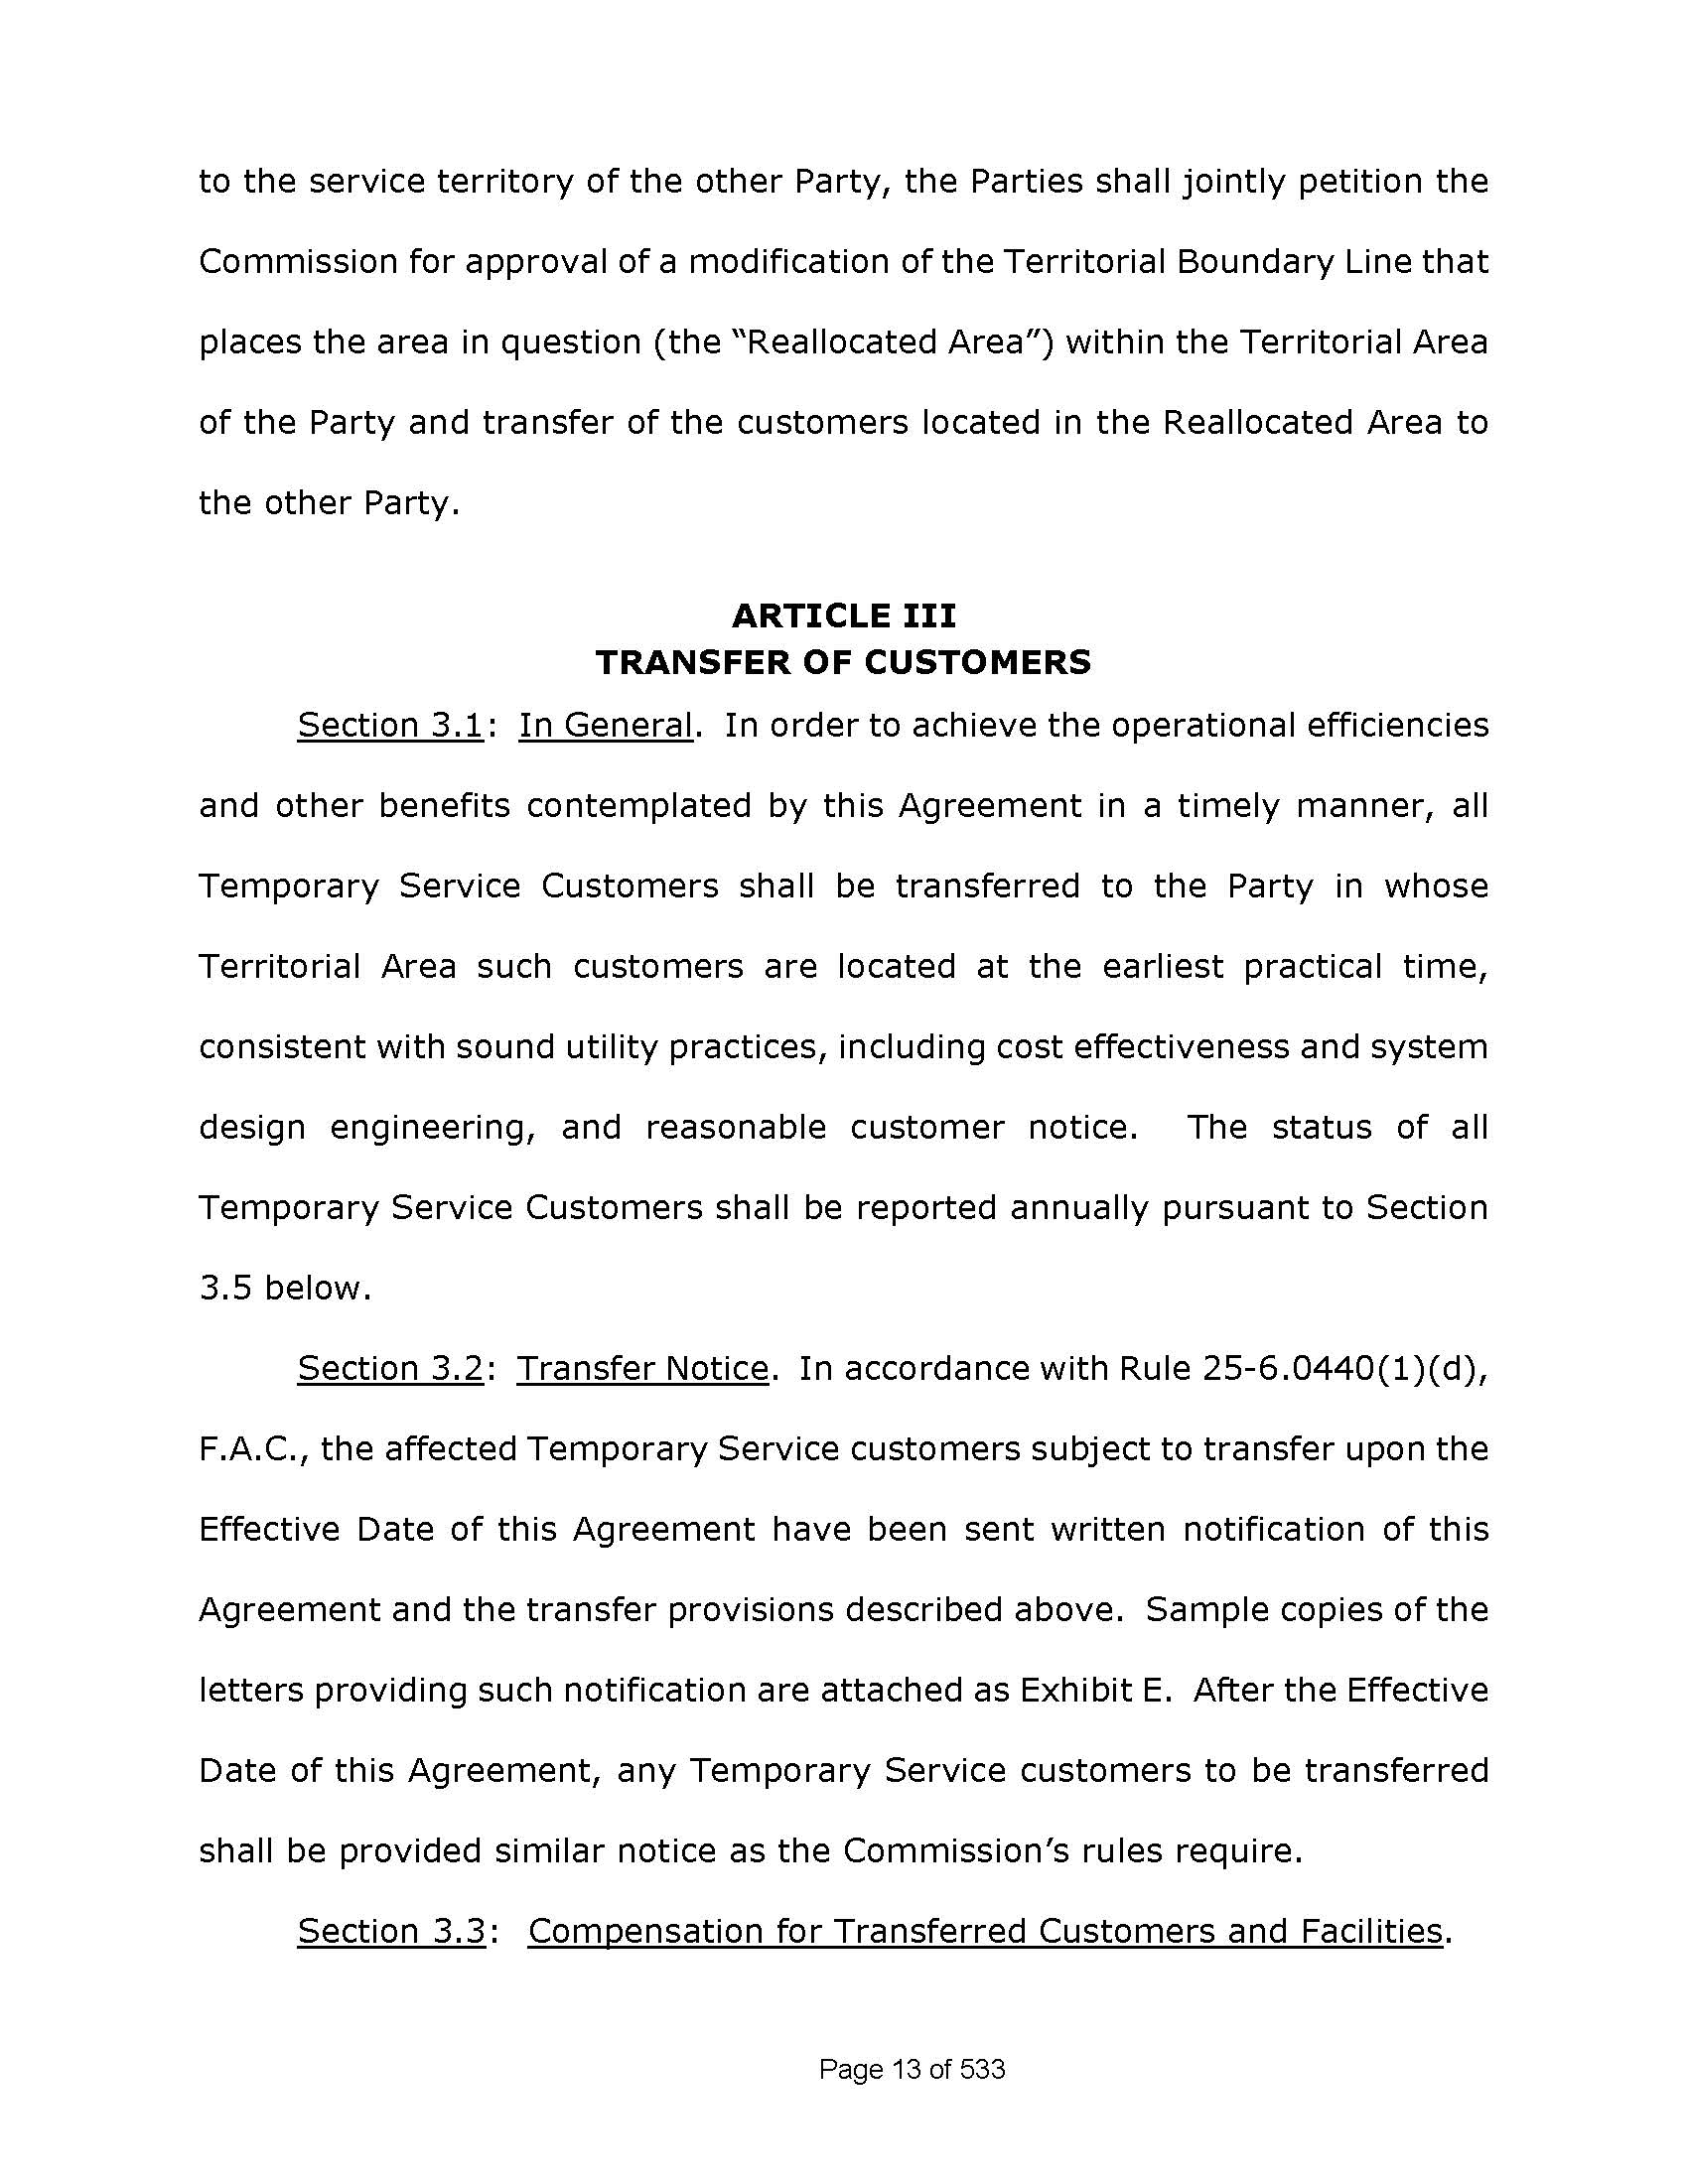 to the service territory of the other Party, the Parties shall jointly petition the
Commission for approval of a modification of the Territorial Boundary Line that
places the area in question (the “Reallocated Area”) within the Territorial Area
of the Party and transfer of the customers located in the Reallocated Area to
the other Party.
ARTICLE III
TRANSFER OF CUSTOMERS
Section 3.1: In General. In order to achieve the operational efficiencies
and other benefits contemplated by this Agreement in a timely manner, all
Temporary Service Customers shall be transferred to the Party in whose
Territorial Area such customers are located at the earliest practical time,
consistent with sound utility practices, including cost effectiveness and system
design engineering, and reasonable customer notice. The status of all
Temporary Service Customers shall be reported annually pursuant to Section
3.5 below.
Section 3.2: Transfer Notice. In accordance with Rule 25-6.0440(1)(d),
F.A.C., the affected Temporary Service customers subject to transfer upon the
Effective Date of this Agreement have been sent written notification of this
Agreement and the transfer provisions described above. Sample copies of the
letters providing such notification are attached as Exhibit E. After the Effective
Date of this Agreement, any Temporary Service customers to be transferred
shall be provided similar notice as the Commission’s rules require.
Section 3.3: Compensation for Transferred Customers and Facilities.
Page 13 of 533